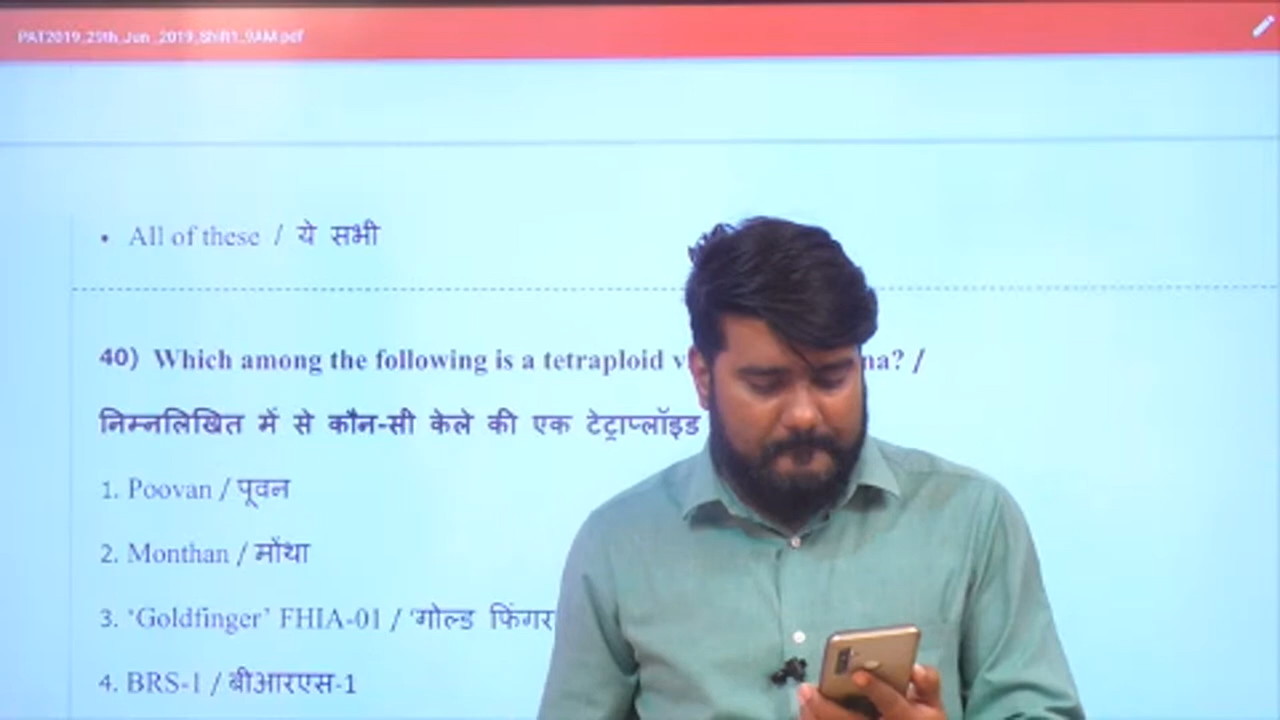 PAT2019_29th_Jun_2019_Shift1_9AM.pdf
• All of these / ये सभी
40) Which among the following is a tetraploid v na? /
निम्नलिखित में से कौन-सी केले की एक टेट्राप्लॉइड
1. Poovan / पूवन
2. Monthan / मोंथा
3. ‘Goldfinger’ FHIA-01 / ‘गोल्ड फिंगर
4. BRS-1 / बीआरएस-1